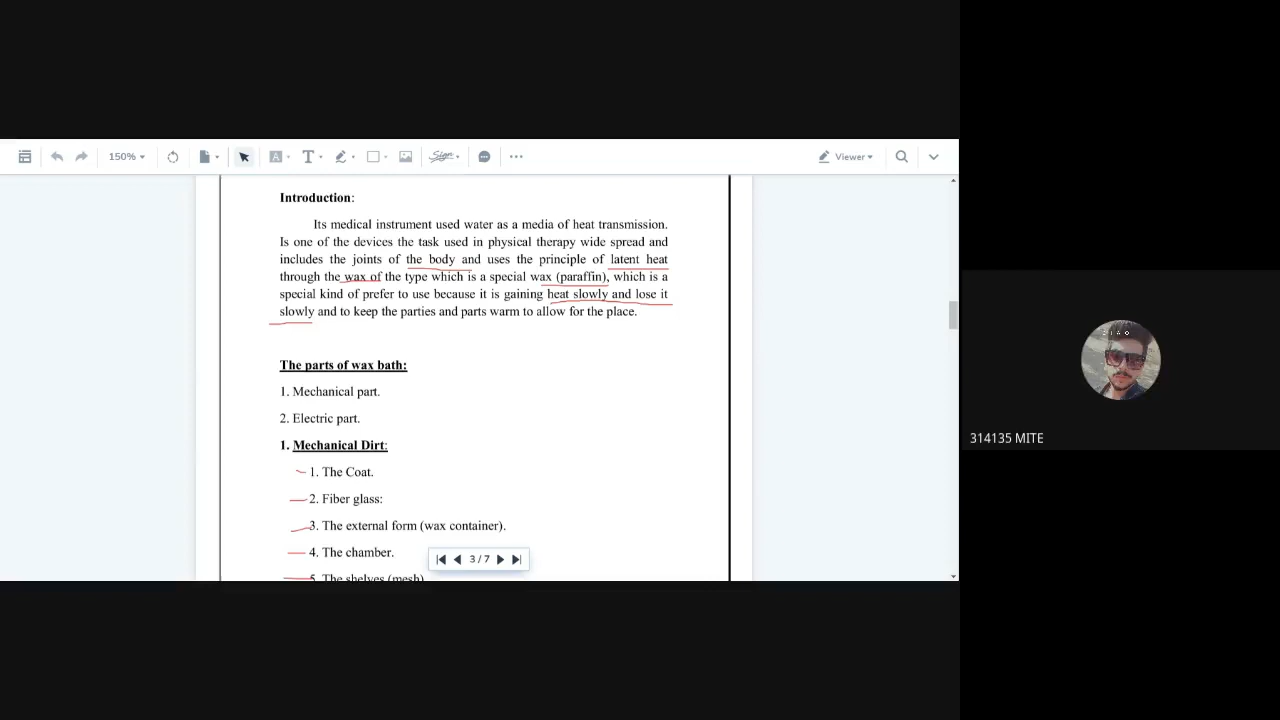 150%
Sign
Viewer
Introduction:
Its medical instrument used water as a media of heat transmission.
Is one of the devices the task used in physical therapy wide spread and
includes the joints of the body and uses the principle of latent heat
through the wax of the type which is a special wax (paraffin), which is a
special kind of prefer to use because it is gaining heat slowly and lose it
slowly and to keep the parties and parts warm to allow for the place.
The parts of wax bath:
1. Mechanical part.
2. Electric part.
1. Mechanical Dirt:
1. The Coat.
2. Fiber glass:
3. The external form (wax container).
4. The chamber.
5. The shelves (mesh)
3 / 7
314135 MITE